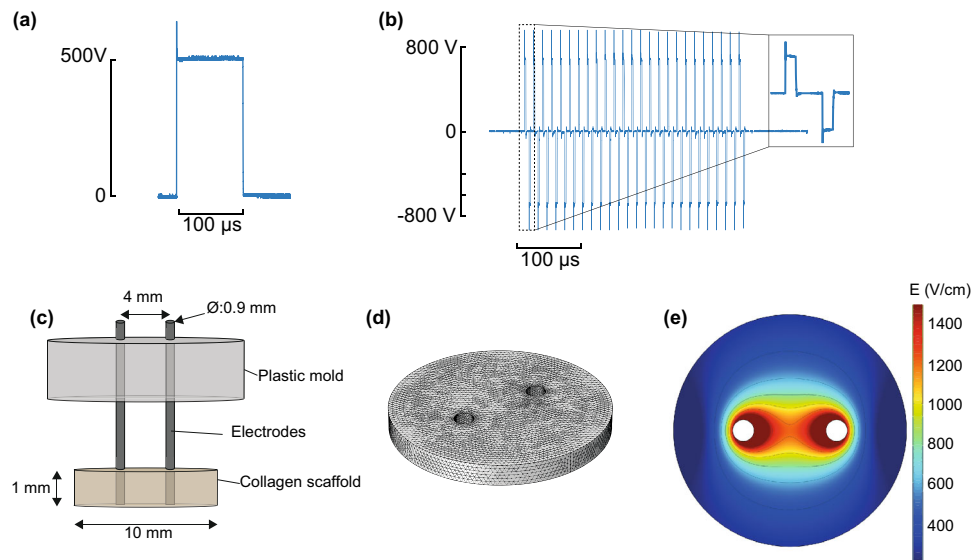 (a)
500V
0
100 µs
(b)
800 V
0
-800 V
100 µs
(c)
4 mm
Ø:0.9 mm
Plastic mold
Electrodes
Collagen scaffold
1 mm
10 mm
(d)
(e)
E (V/cm)
1400
1200
1000
800
600
400